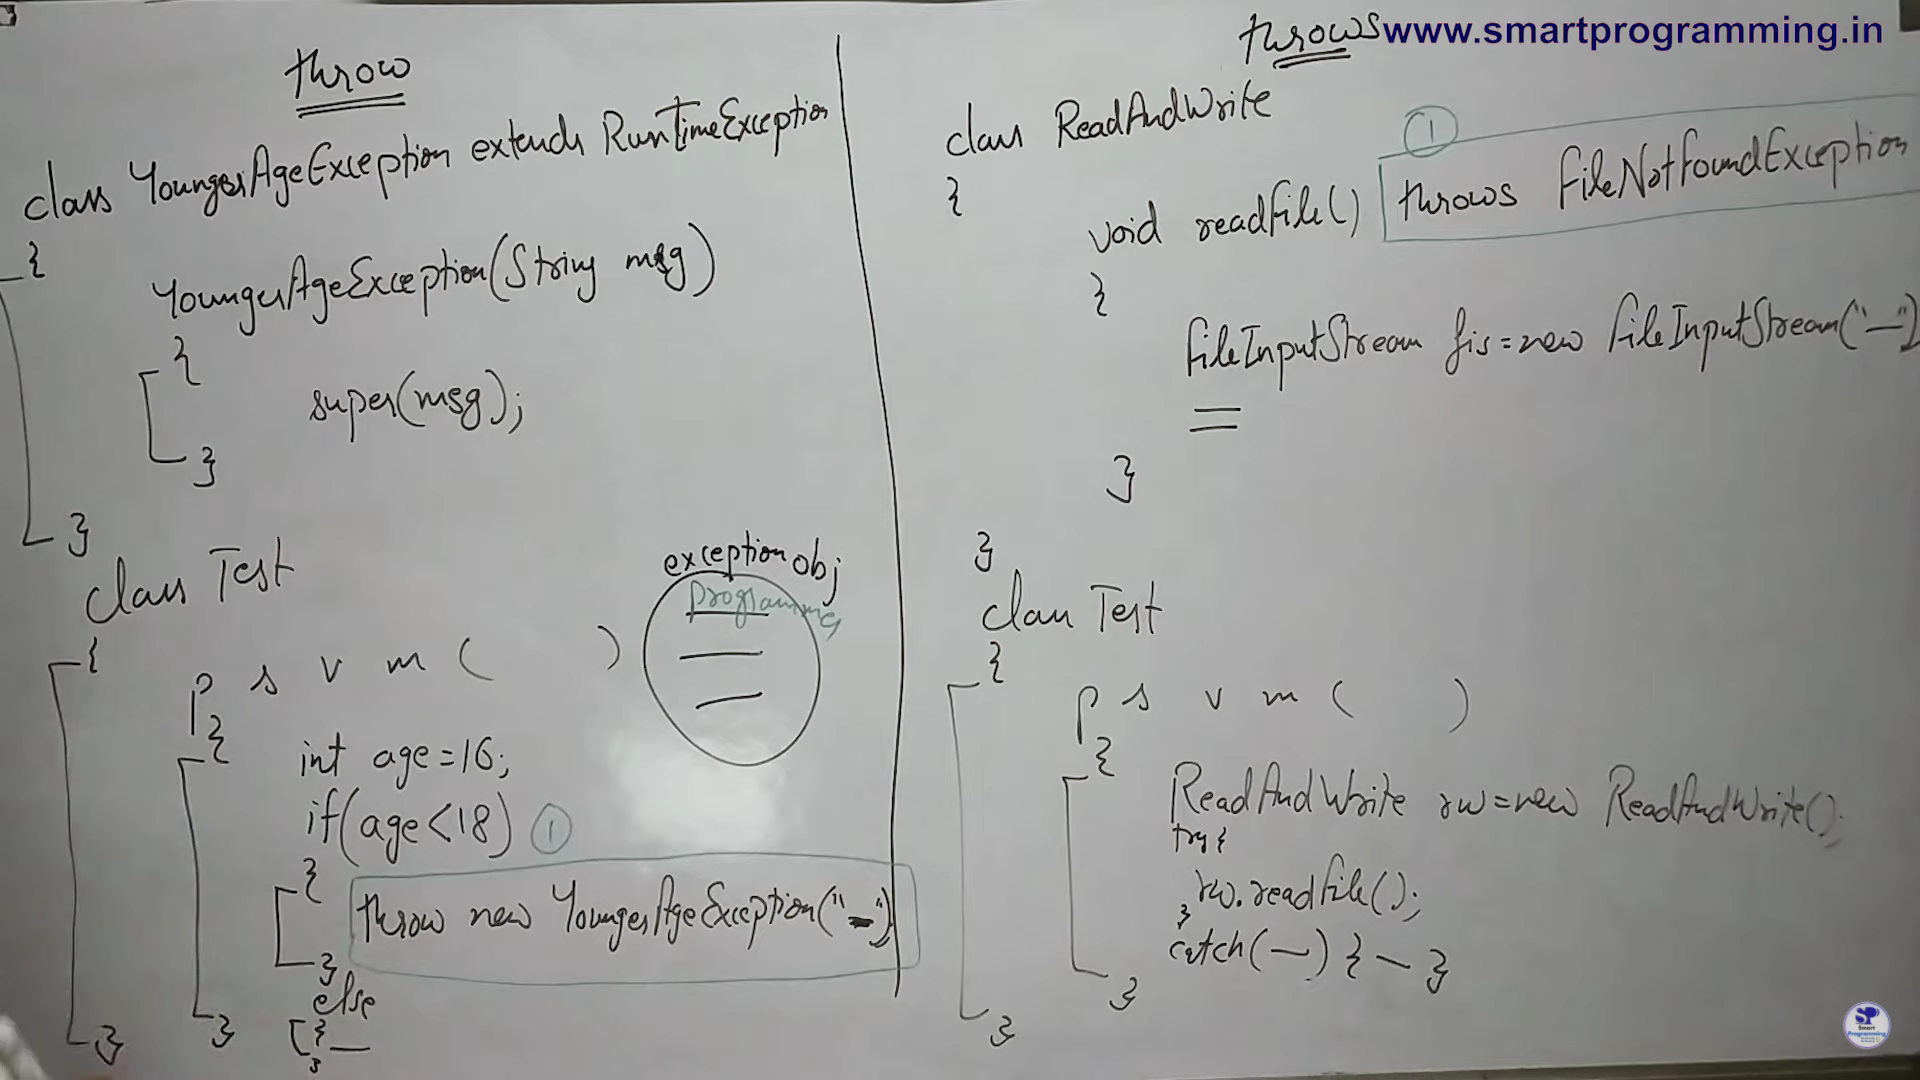 throw
class YoungerAgeException extends RunTimeException
{
YoungerAgeException(String msg)
{
super(msg);
}
}
class Test
{
p s v m ( )
{
int age=16;
if(age<18) 1
{
throw new YoungerAgeException("—")
}
else
{
—
}
}
}
exception obj
programmer
throws
www.smartprogramming.in
class ReadAndWrite
{
1
void readfile() throws fileNotfoundException
{
fileInputStream fis=new fileInputStream("—")
}
}
class Test
{
p s v m ( )
{
ReadAndWrite rw=new ReadAndWrite();
try{
rw.readfile();
}
catch(—) { — }
}
}
SP
Smart
Programming